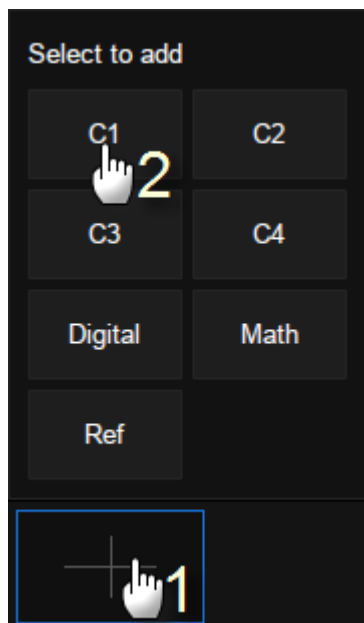 Select to add
C1 C2
2
C3 C4
Digital Math
Ref
1